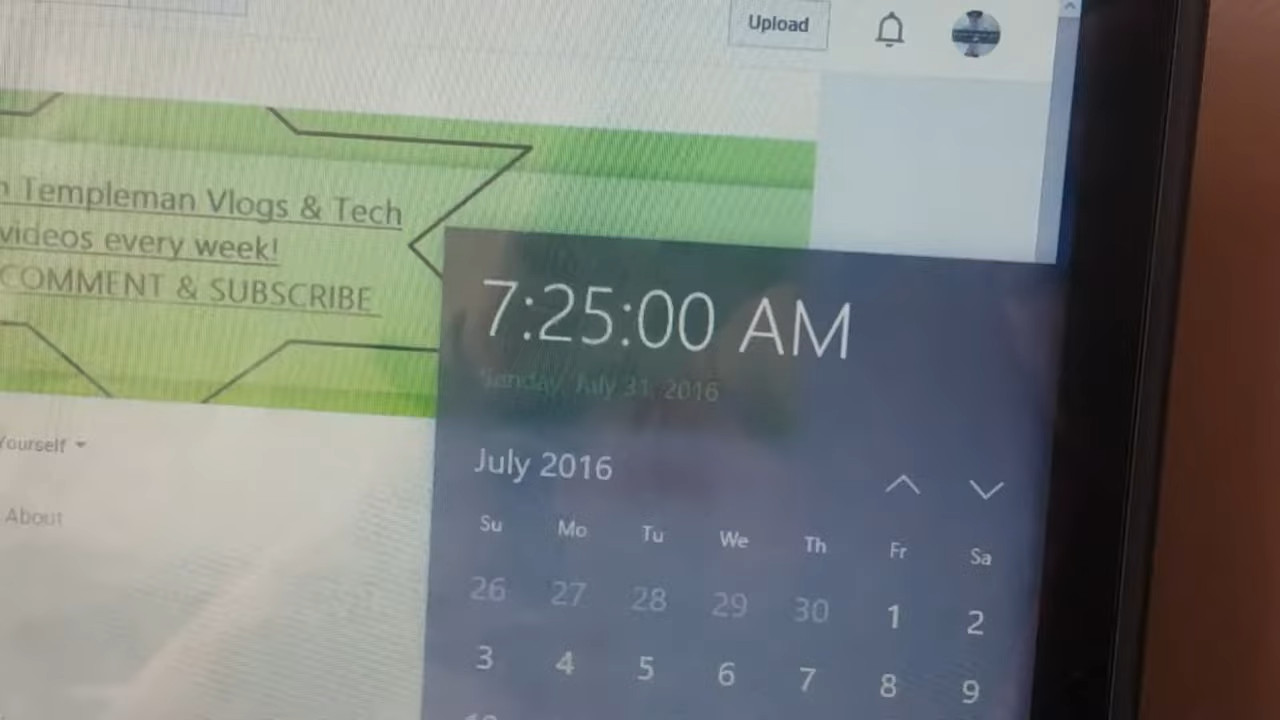 Upload
Templeman Vlogs & Tech
videos every week!
COMMENT & SUBSCRIBE
7:25:00 AM
Sunday, July 31, 2016
Yourself
About
July 2016
Su Mo Tu We Th Fr Sa
26 27 28 29 30 1 2
3 4 5 6 7 8 9